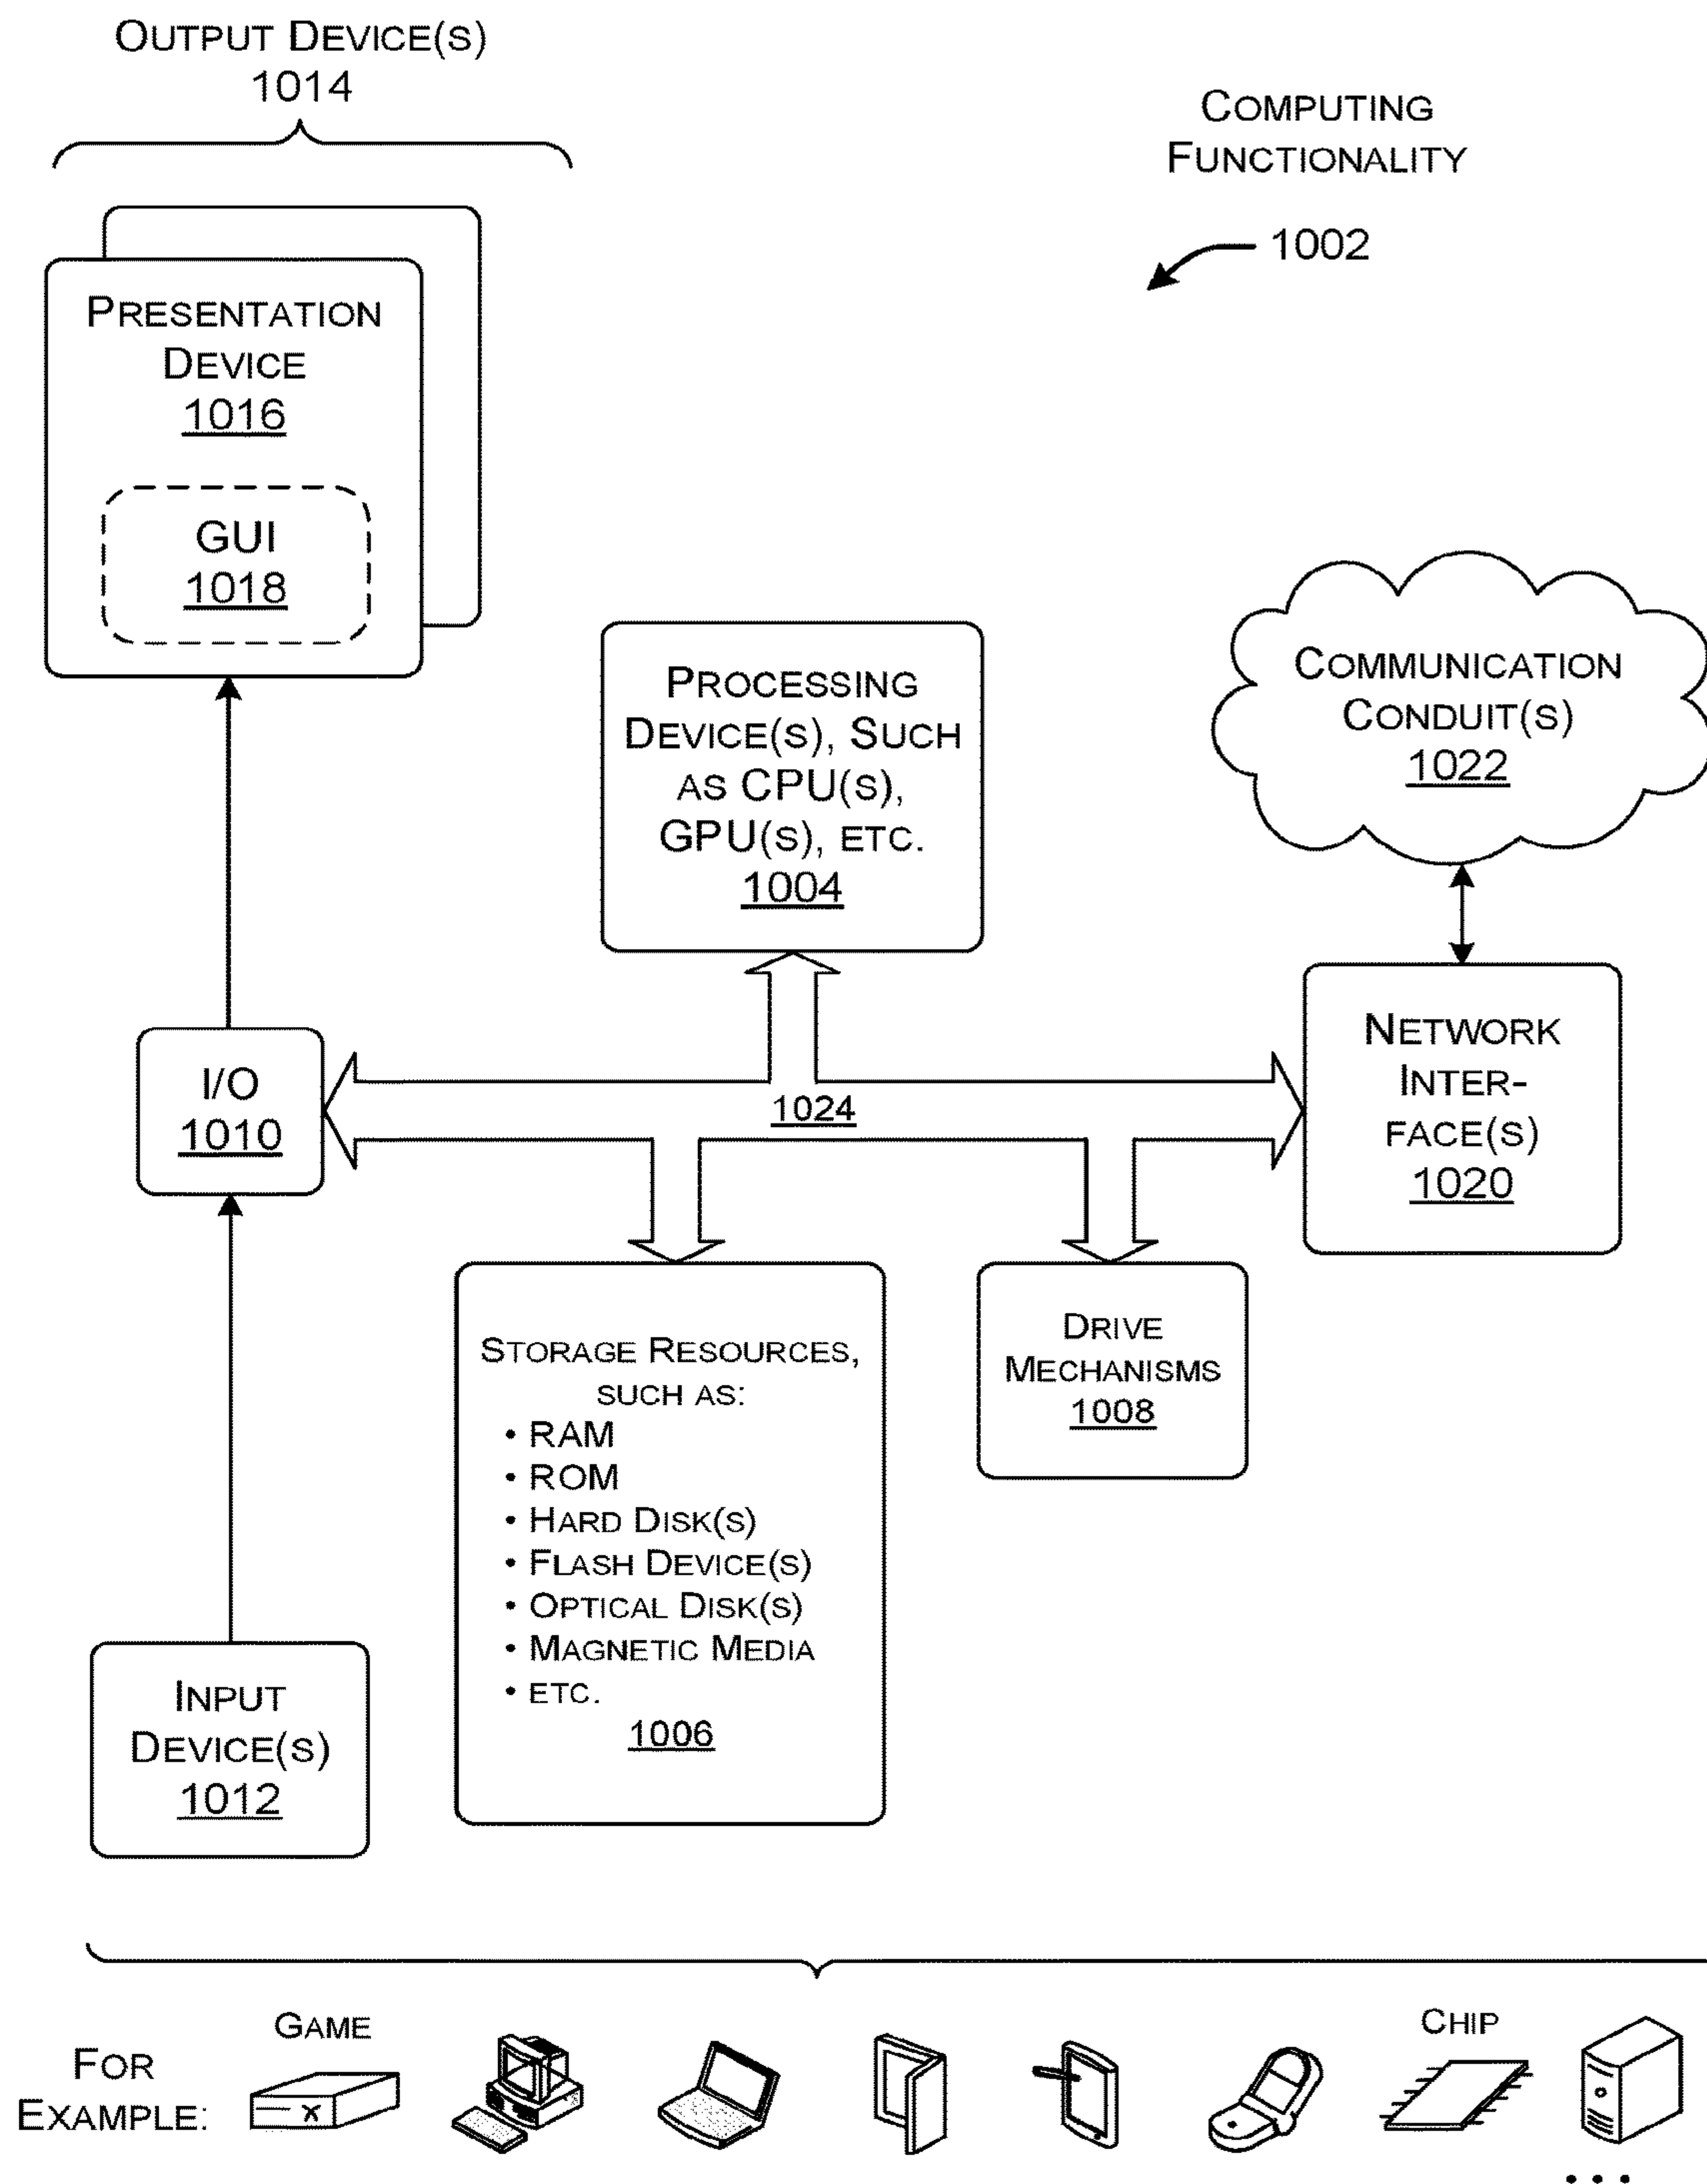 OUTPUT DEVICE(S)
1014
COMPUTING
FUNCTIONALITY
1002
PRESENTATION
DEVICE
1016
GUI
1018
PROCESSING
DEVICE(S), SUCH
AS CPU(S),
GPU(S), ETC.
1004
COMMUNICATION
CONDUIT(S)
1022
I/O
1010
1024
NETWORK
INTER-
FACE(S)
1020
STORAGE RESOURCES,
SUCH AS:
• RAM
• ROM
• HARD DISK(S)
• FLASH DEVICE(S)
• OPTICAL DISK(S)
• MAGNETIC MEDIA
• ETC.
1006
DRIVE
MECHANISMS
1008
INPUT
DEVICE(S)
1012
FOR
EXAMPLE:
GAME
CHIP
...